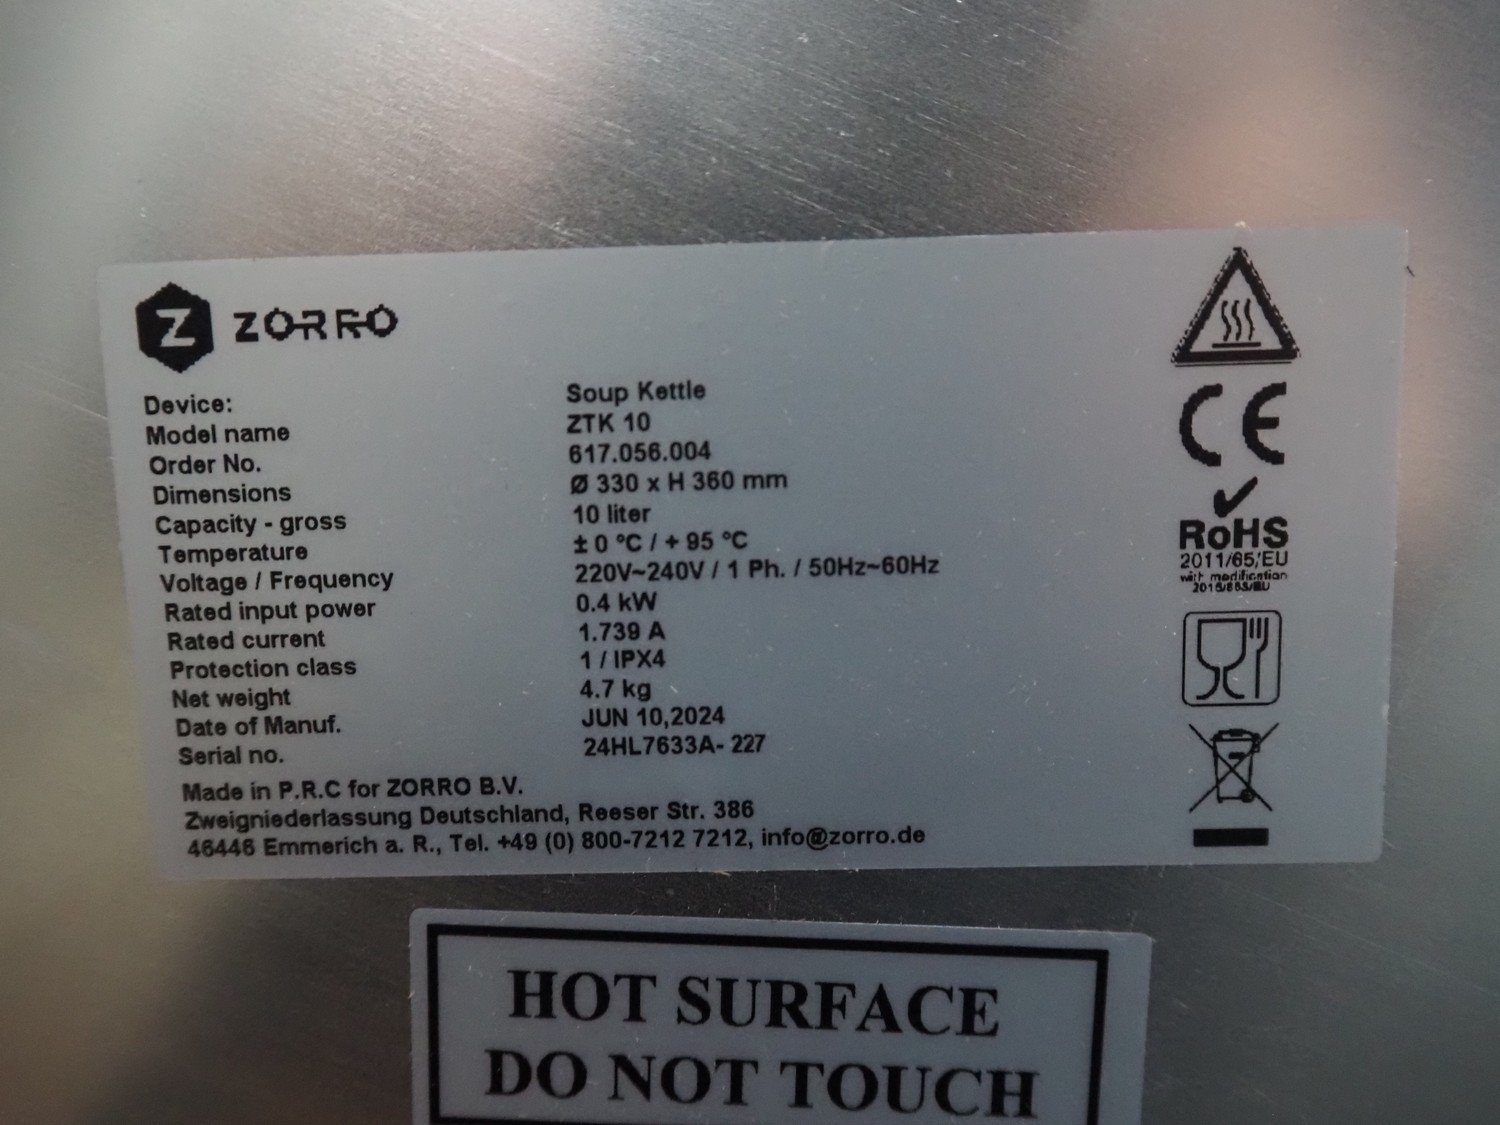 Z ZORRO
Device: Soup Kettle
Model name ZTK 10
Order No. 617.056.004
Dimensions Ø 330 x H 360 mm
Capacity - gross 10 liter
Temperature ± 0 °C / + 95 °C
Voltage / Frequency 220V~240V / 1 Ph. / 50Hz~60Hz
Rated input power 0.4 kW
Rated current 1.739 A
Protection class 1 / IPX4
Net weight 4.7 kg
Date of Manuf. JUN 10,2024
Serial no. 24HL7633A- 227
Made in P.R.C for ZORRO B.V.
Zweigniederlassung Deutschland, Reeser Str. 386
46446 Emmerich a. R., Tel. +49 (0) 800-7212 7212, info@zorro.de
CE
RoHS
2011/65/EU
with modification
HOT SURFACE
DO NOT TOUCH